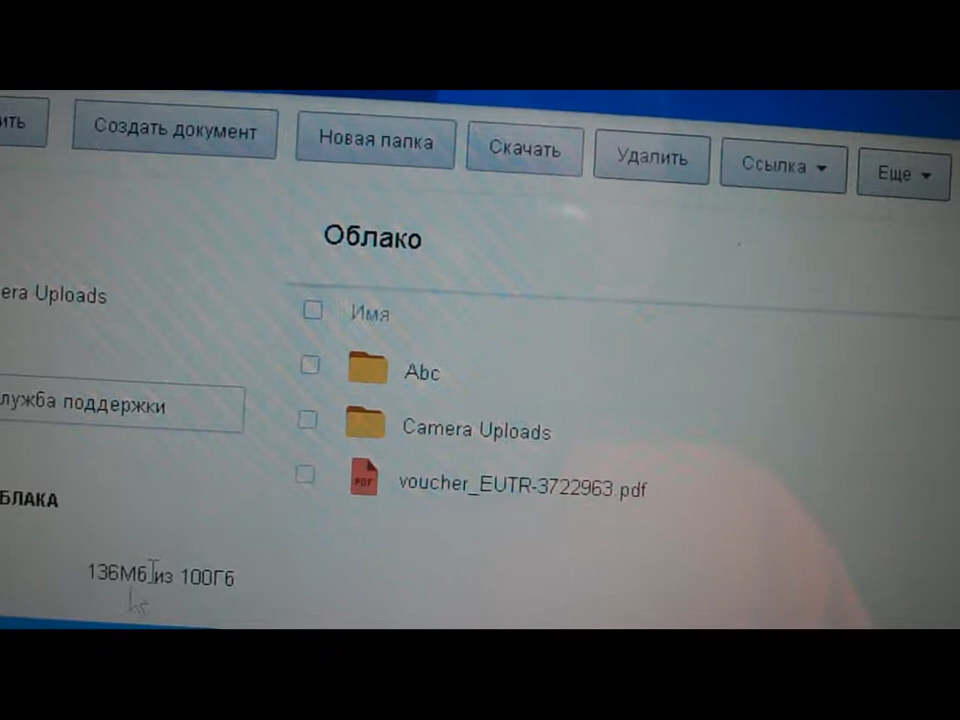 ить
Создать документ
Новая папка
Скачать
Удалить
Ссылка
Еще
Облако
era Uploads
Имя
Abc
Camera Uploads
лужба поддержки
PDF
voucher_EUTR-3722963.pdf
БЛАКА
136Мб из 100Гб